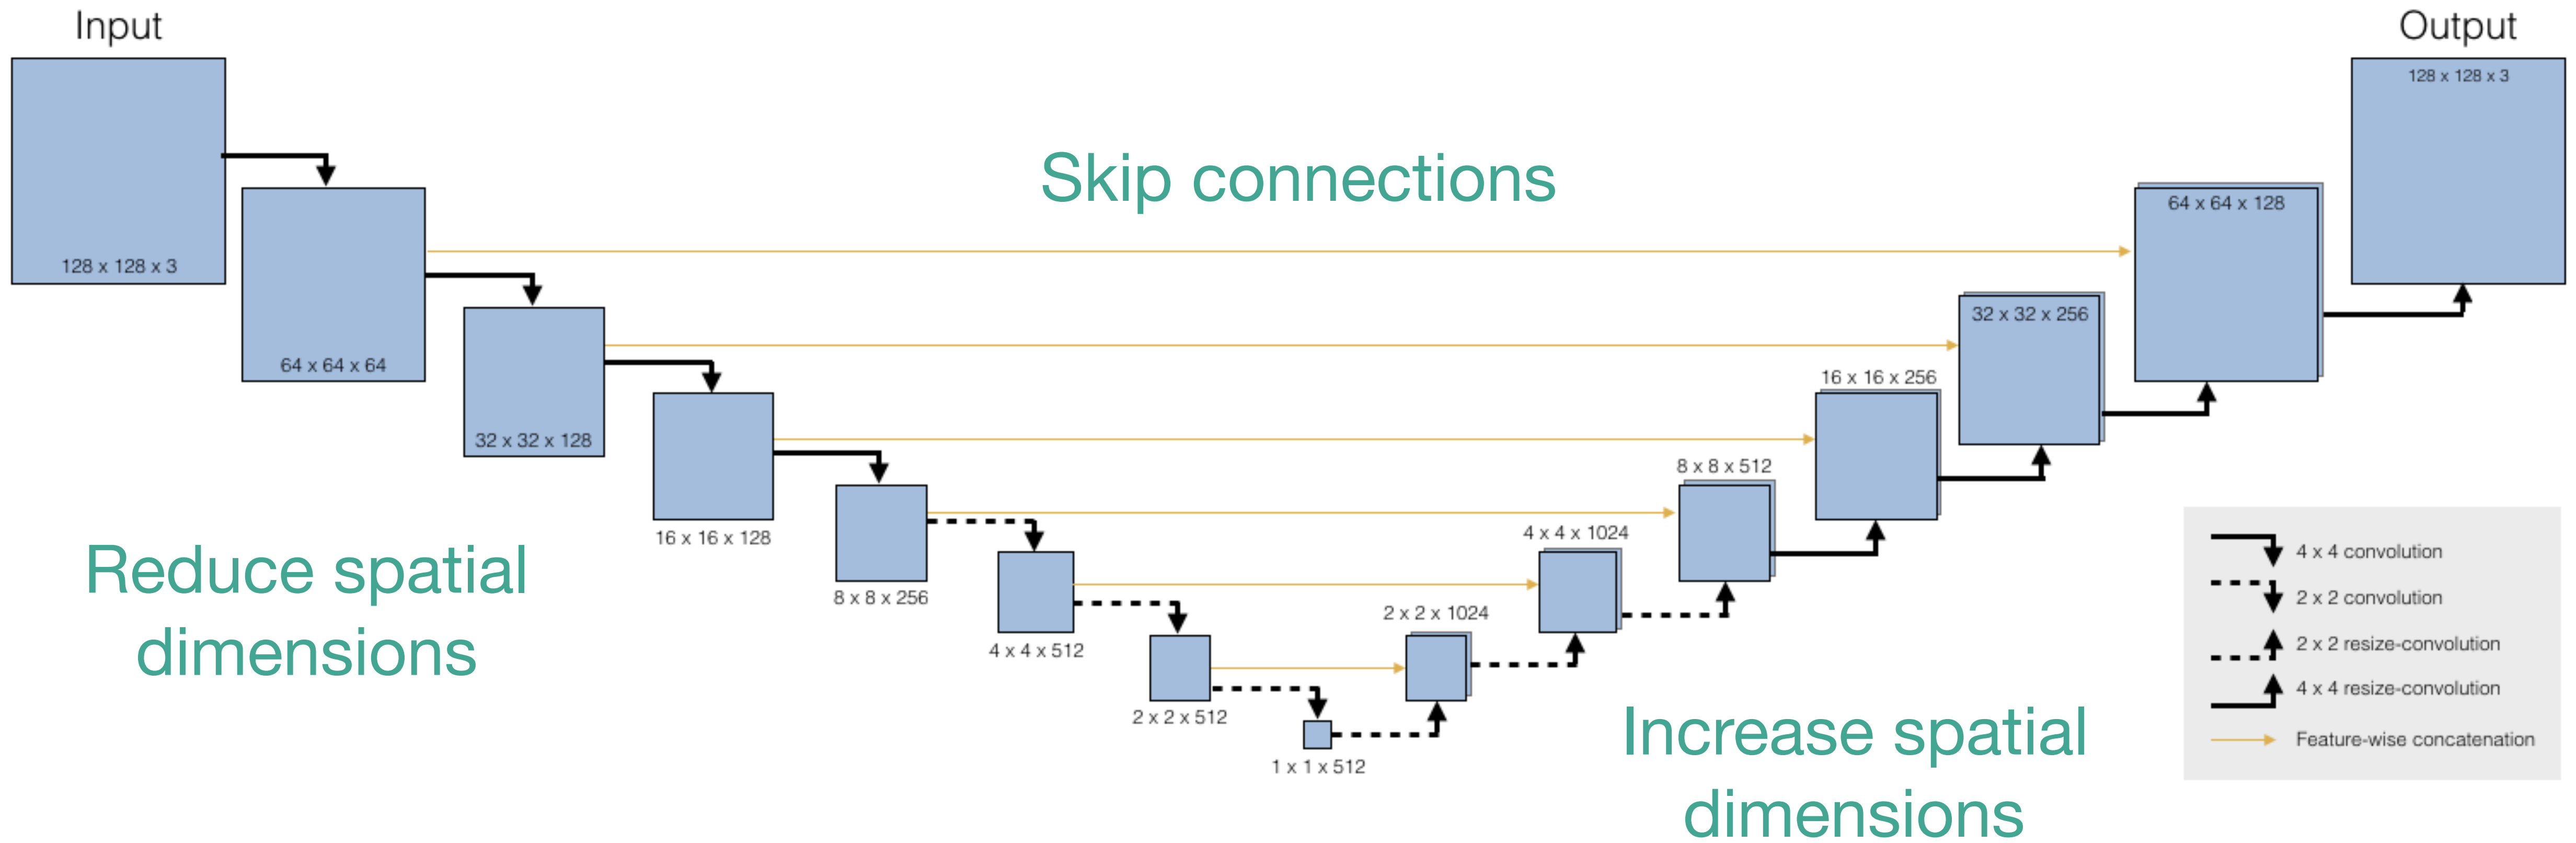 Input
Output
128 x 128 x 3
128 x 128 x 3
Skip connections
64 x 64 x 128
64 x 64 x 64
32 x 32 x 256
32 x 32 x 128
16 x 16 x 256
16 x 16 x 128
8 x 8 x 512
8 x 8 x 256
4 x 4 x 1024
4 x 4 x 512
2 x 2 x 1024
2 x 2 x 512
1 x 1 x 512
Reduce spatial
dimensions
Increase spatial
dimensions
4 x 4 convolution
2 x 2 convolution
2 x 2 resize-convolution
4 x 4 resize-convolution
Feature-wise concatenation